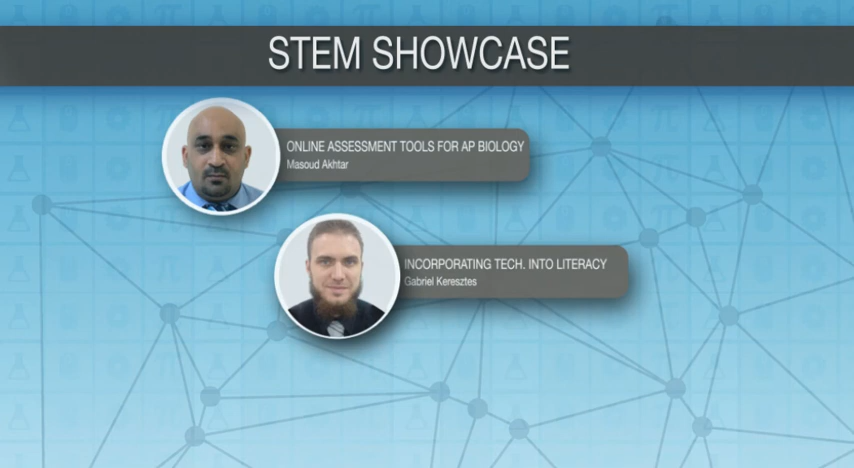 STEM SHOWCASE
ONLINE ASSESSMENT TOOLS FOR AP BIOLOGY
Masoud Akhtar
INCORPORATING TECH. INTO LITERACY
Gabriel Keresztes